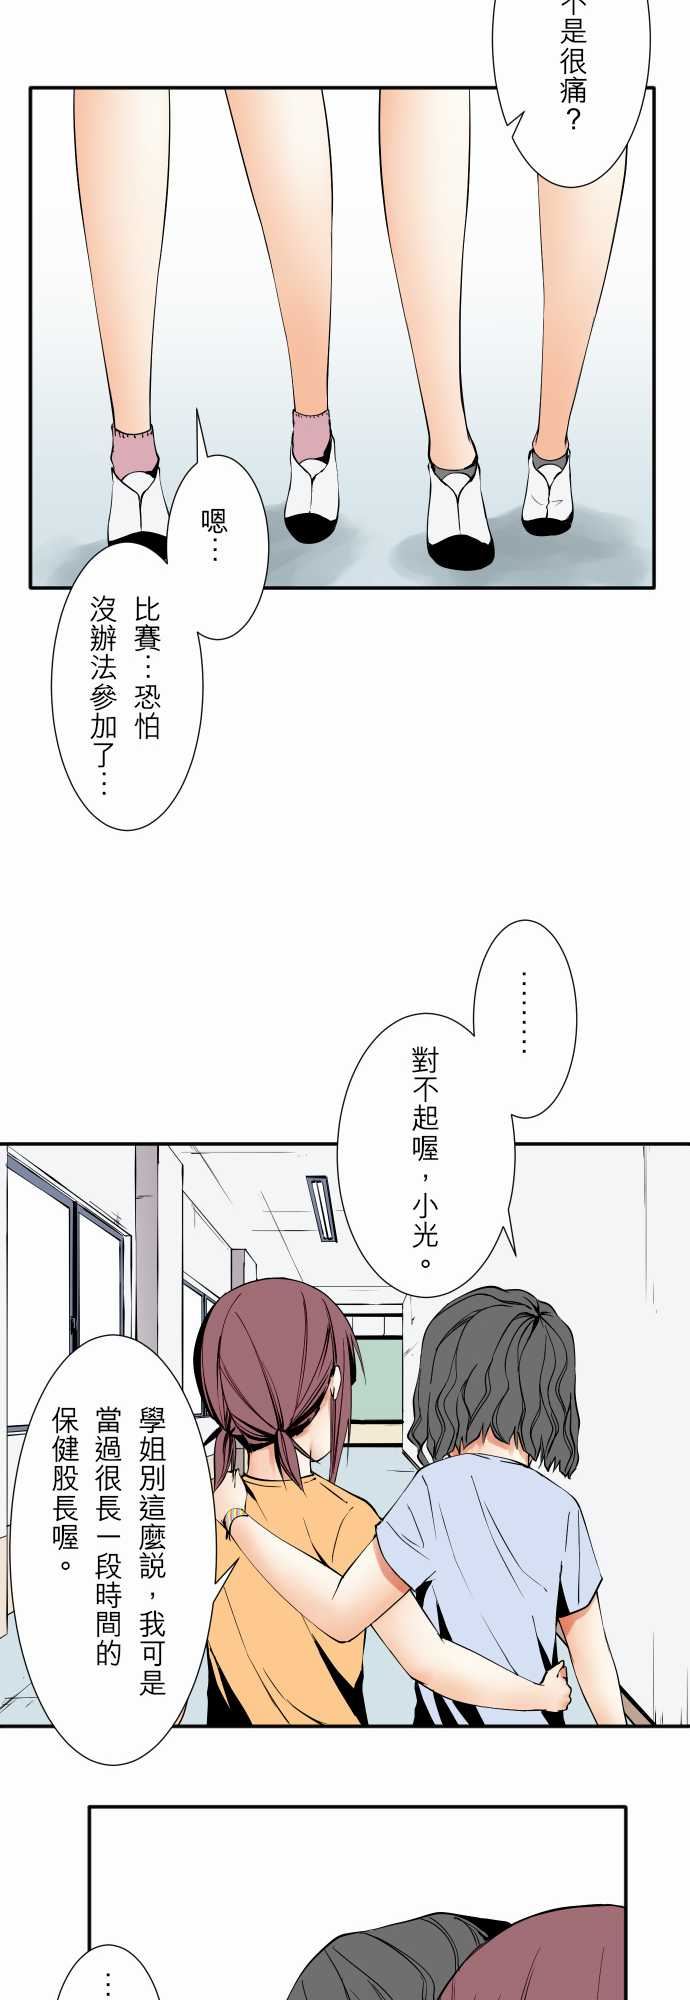 不是很痛？
嗯…
比賽…恐怕
沒辦法參加了…
………
對不起喔，小光。
學姐別這麼說，我可是
當過很長一段時間的
保健股長喔。
…